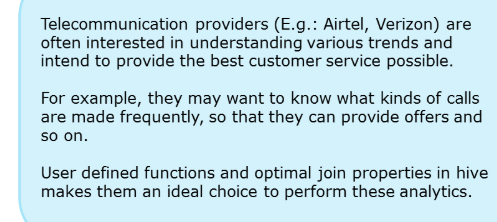 Telecommunication providers (E.g.: Airtel, Verizon) are
often interested in understanding various trends and
intend to provide the best customer service possible.
For example, they may want to know what kinds of calls
are made frequently, so that they can provide offers and
so on.
User defined functions and optimal join properties in hive
makes them an ideal choice to perform these analytics.